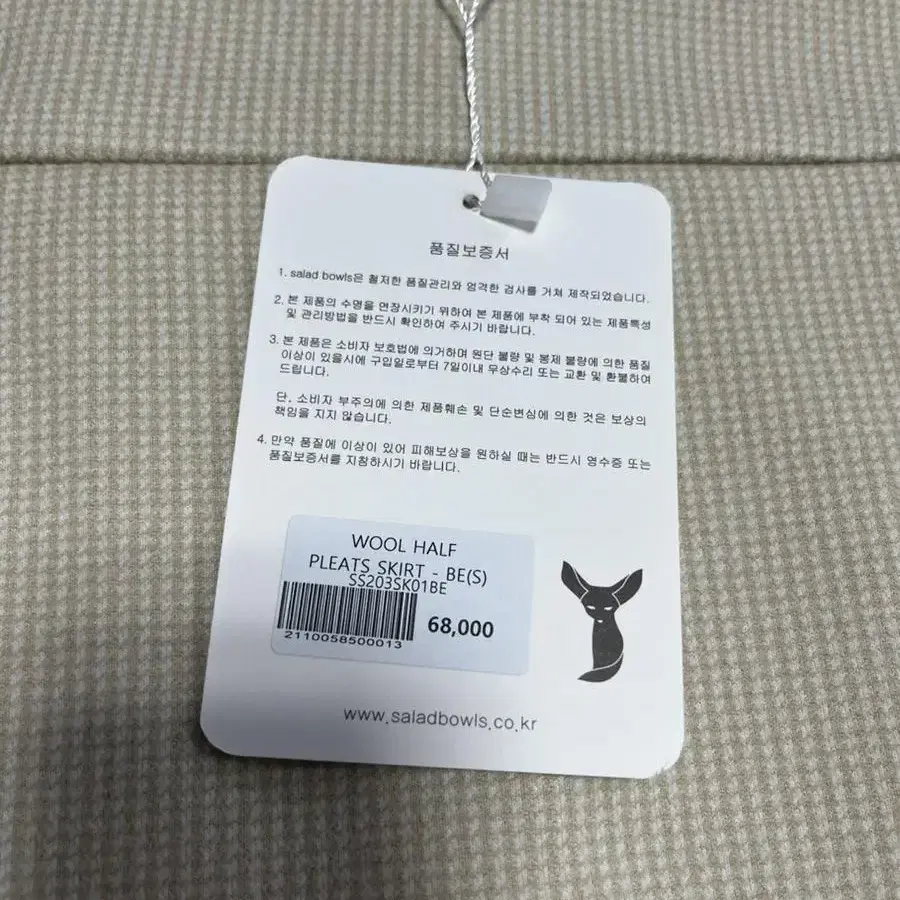 품질보증서
1. salad bowls은 철저한 품질관리와 엄격한 검사를 거쳐 제작되었습니다.
2. 본 제품의 수명을 연장시키기 위하여 본 제품에 부착 되어 있는 제품특성
및 관리방법을 반드시 확인하여 주시기 바랍니다.
3. 본 제품은 소비자 보호법에 의거하며 원단 불량 및 봉제 불량에 의한 품질
이상이 있을시에 구입일로부터 7일이내 무상수리 또는 교환 및 환불하여
드립니다.
단, 소비자 부주의에 의한 제품훼손 및 단순변심에 의한 것은 보상의
책임을 지지 않습니다.
4. 만약 품질에 이상이 있어 피해보상을 원하실 때는 반드시 영수증 또는
품질보증서를 지참하시기 바랍니다.
WOOL HALF
PLEATS SKIRT - BE(S)
SS203SK01BE
68,000
2110058500013
www.saladbowls.co.kr